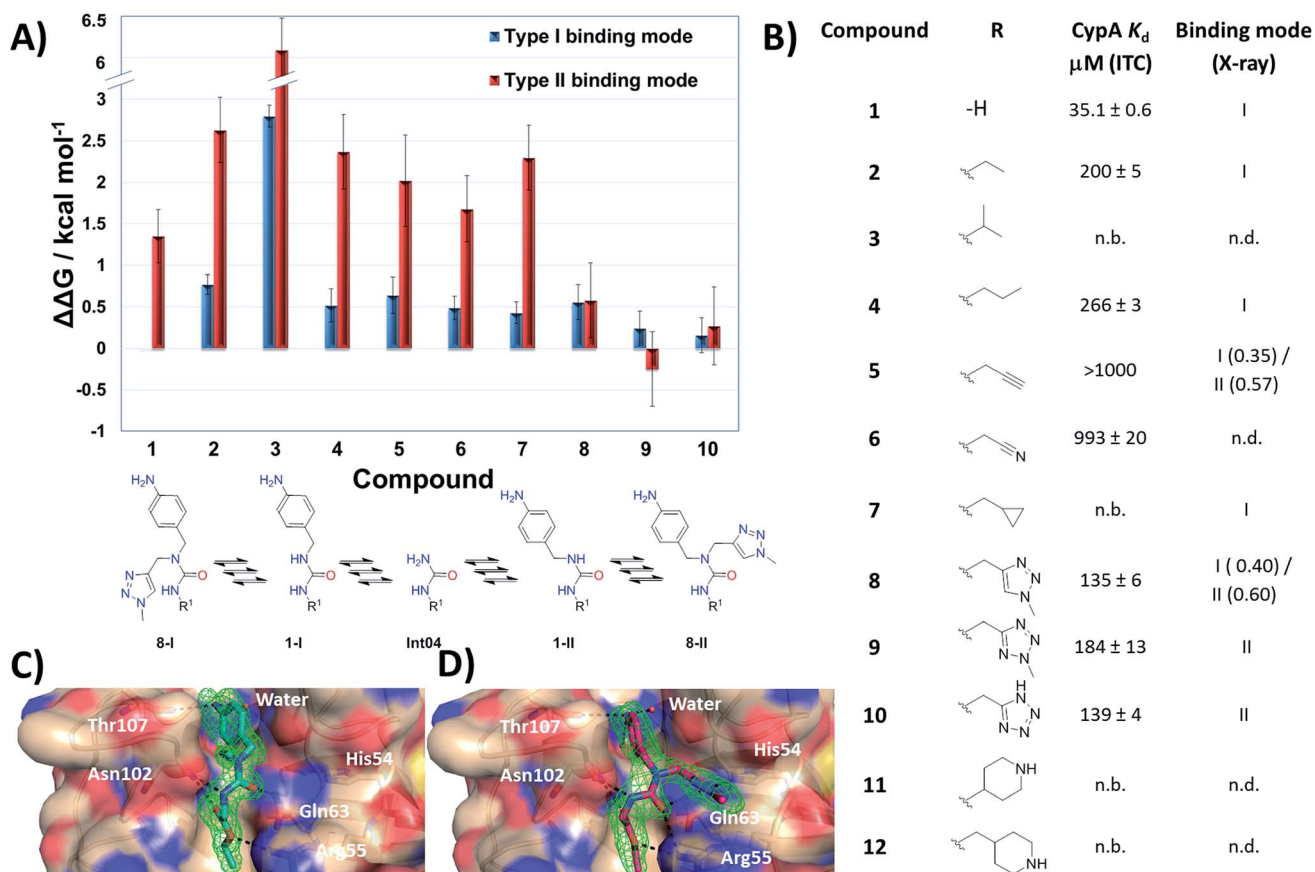 A)
6.5
6
3
2.5
2
1.5
1
0.5
0
-0.5
-1
ΔΔG / kcal mol-1
Type I binding mode
Type II binding mode
1 2 3 4 5 6 7 8 9 10
Compound
H2N
N
N N N
HN O
R1
8-I
H2N
NH
HN O
R1
1-I
H2N
O
HN
R1
Int04
H2N
NH
HN O
R1
1-II
H2N
N
N N N
HN O
R1
8-II
B)
Compound R CypA Kd Binding mode
μM (ITC) (X-ray)
1 -H 35.1 ± 0.6 I
2 200 ± 5 I
3 n.b. n.d.
4 266 ± 3 I
5 >1000 I (0.35) /
II (0.57)
6 N 993 ± 20 n.d.
7 n.b. I
8 N N N 135 ± 6 I ( 0.40) /
II (0.60)
9 N N N N 184 ± 13 II
10 H N N N N 139 ± 4 II
11 NH n.b. n.d.
12 NH n.b. n.d.
C)
Water
Thr107
His54
Asn102
Gln63
Arg55
D)
Water
Thr107
His54
Asn102
Gln63
Arg55